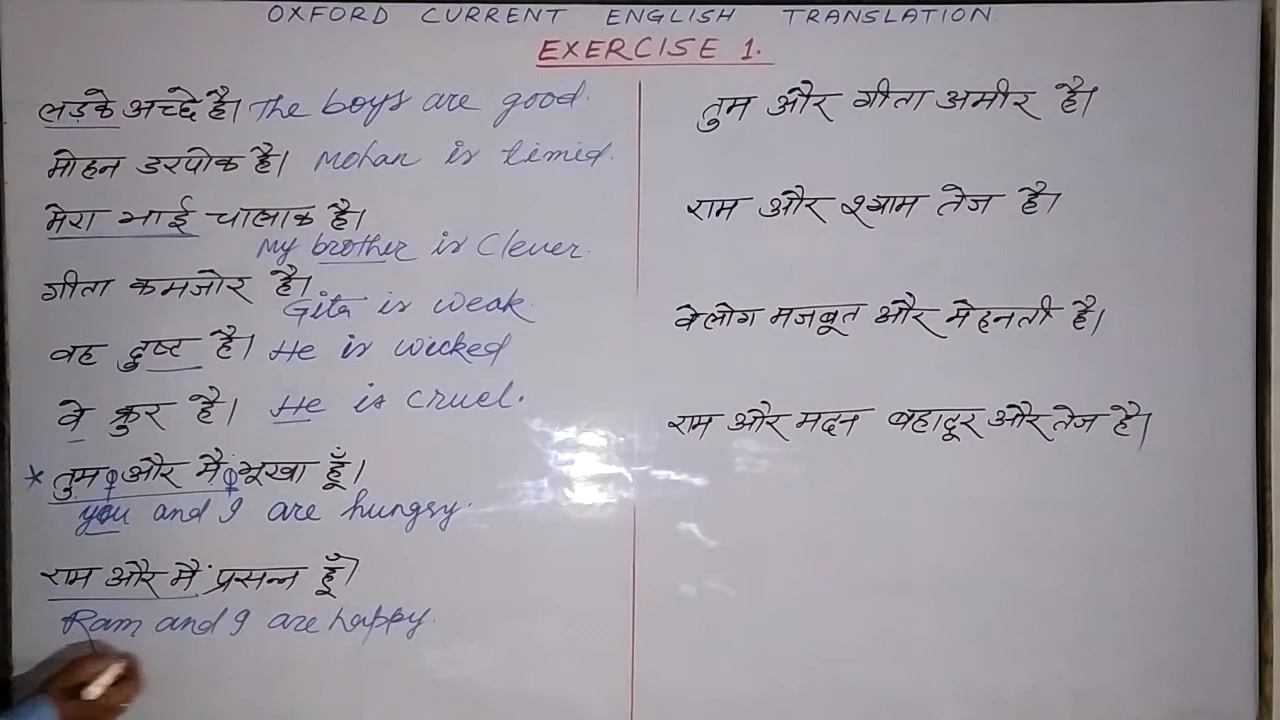 OXFORD CURRENT ENGLISH TRANSLATION
EXERCISE 1.
लड़के अच्छे है। The boys are good.
मोहन डरपोक है। Mohan is timid.
मेरा भाई चालाक है।
My brother is Clever.
गीता कमजोर है।
Gita is weak.
वह दुष्ट है। He is wicked
वे क्रुर है। He is cruel.
* तुम और मैं भूखा हूँ।
you and I are hungry.
राम और मैं प्रसन्न हूँ।
Ram and I are happy.
तुम और गीता अमीर है।
राम और श्याम तेज है।
वेलोग मजबूत और मेहनती है।
राम और मदन बहादूर और तेज है।